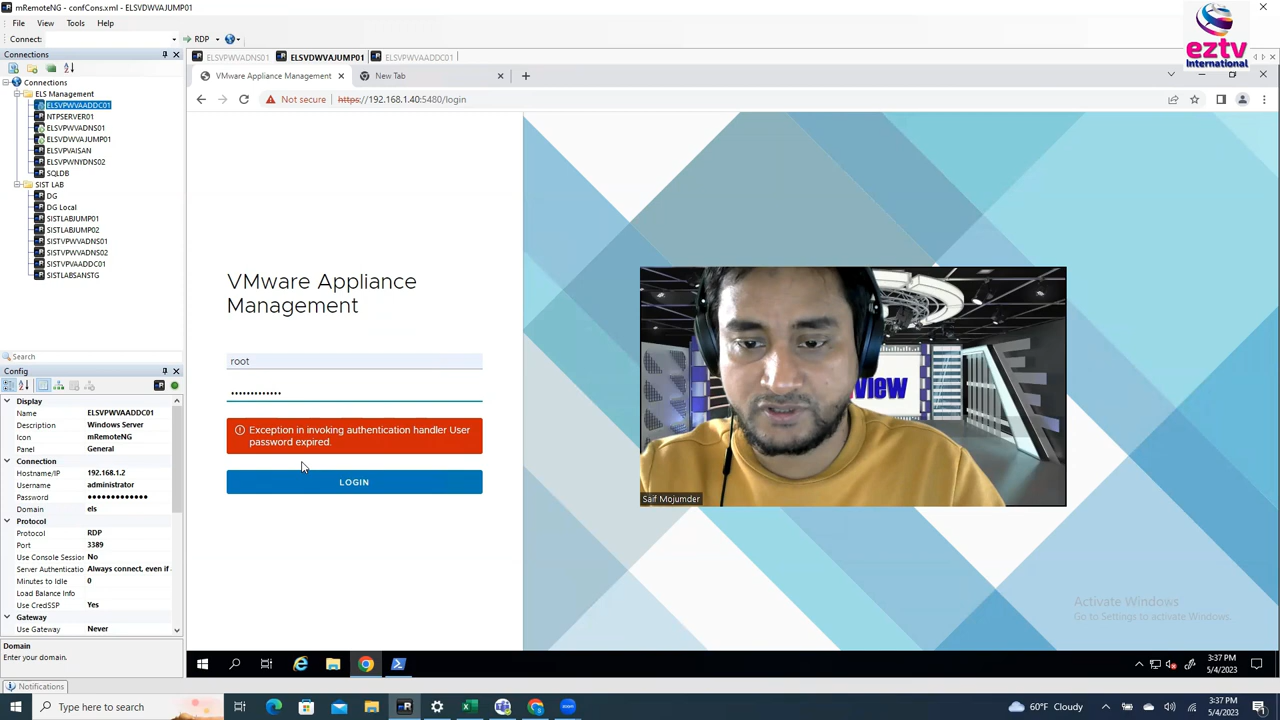 mRemoteNG - confCons.xml - ELSVDWVAJUMP01
File View Tools Help
Connect: RDP
Connections
Connections
ELS Management
ELSVPWVAADDC01
NTPSERVER01
ELSVPWVADNS01
ELSVDWVAJUMP01
ELSVPVAISAN
ELSVPWNYDNS02
SQLDB
SIST LAB
DG
DG Local
SISTLABJUMP01
SISTLABJUMP02
SISTVPWVADNS01
SISTVPWVADNS02
SISTVPVAADDC01
SISTLABSANSTG
Search
Config
Display
Name ELSVPWVAADDC01
Description Windows Server
Icon mRemoteNG
Panel General
Connection
Hostname/IP 192.168.1.2
Username administrator
Password ●●●●●●●●●●●●●
Domain els
Protocol
Protocol RDP
Port 3389
Use Console Session No
Server Authentication Always connect, even if
Minutes to Idle 0
Load Balance Info
Use CredSSP Yes
Gateway
Use Gateway Never
Domain
Enter your domain.
Notifications
ELSVPWVADNS01 ELSVDWVAJUMP01 ELSVPWVAADDC01
VMware Appliance Management New Tab
Not secure https://192.168.1.40:5480/login
VMware Appliance
Management
root
•••••••••••••
Exception in invoking authentication handler User
password expired.
LOGIN
view
Saif Mojumder
eztv
International
Activate Windows
Go to Settings to activate Windows.
3:37 PM
5/4/2023
Type here to search
60°F Cloudy
3:37 PM
5/4/2023